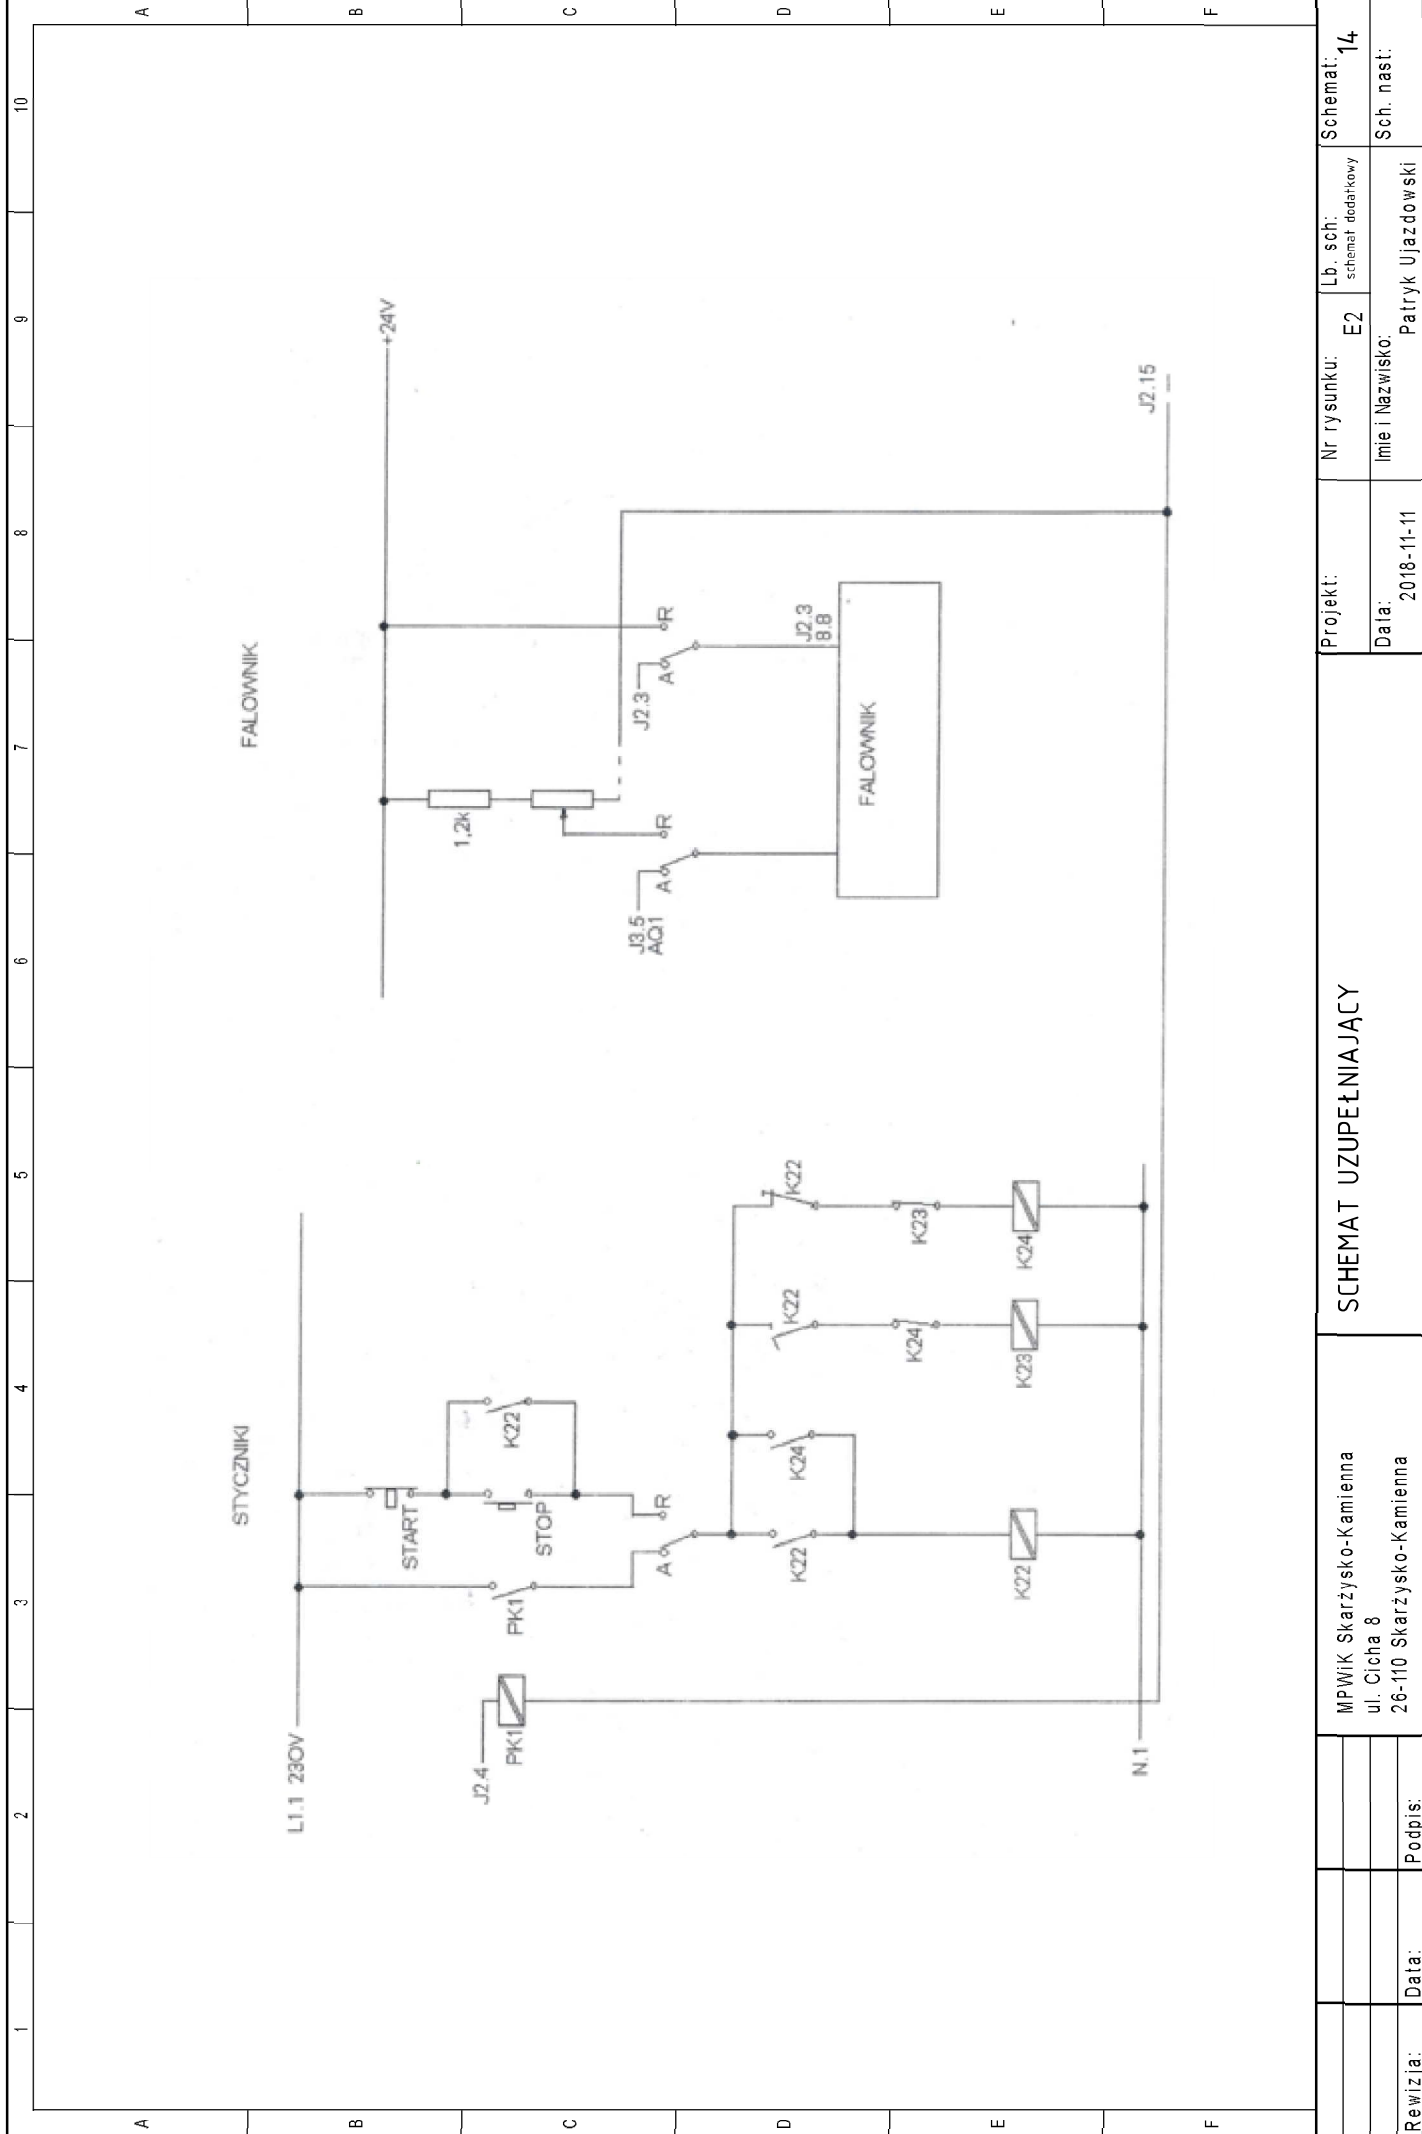 1 2 3 4 5 6 7 8 9 10
A
B
C
D
E
F
STYCZNIKI
FALOWNIK
L1.1 230V
+24V
START
1,2k
J2.4
PK1
PK1
STOP
K22
A
R
J3.5
AQ1
A
R
J2.3
A
R
K22
K24
K22
K22
J2.3
8.8
K24
K23
FALOWNIK
K22
K23
K24
IN.1
J2.15
A
B
C
D
E
F
Rewizja:
Data:
Podpis:
MPWiK Skarżysko-Kamienna
ul. Cicha 8
26-110 Skarżysko-Kamienna
SCHEMAT UZUPEŁNIAJĄCY
Projekt:
Nr rysunku:
E2
Lb. sch:
schemat dodatkowy
Schemat:
14
Data:
2018-11-11
Imie i Nazwisko:
Patryk Ujazdowski
Sch. nast: